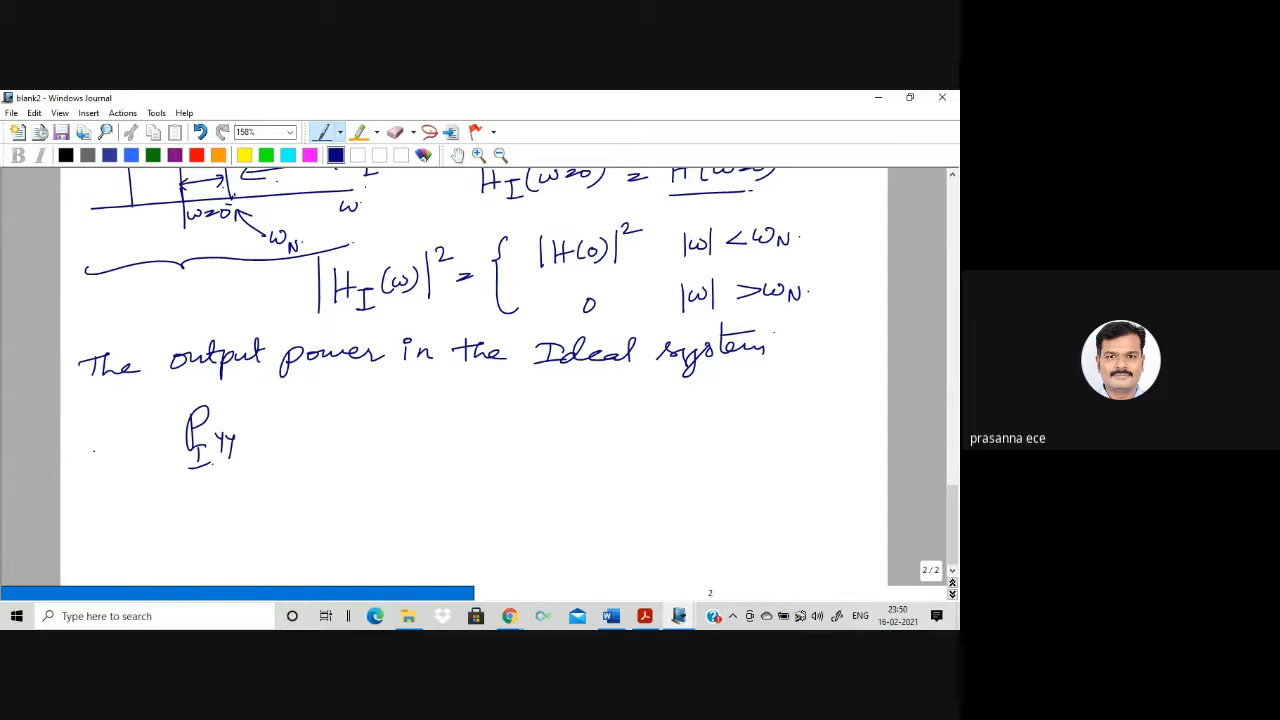 blank2 - Windows Journal
File Edit View Insert Actions Tools Help
158%
B I
H_I(ω=0) = H(ω=0)
ω=0 ω
ω_N
|H_I(ω)|² = { |H(0)|² |ω| < ω_N.
0 |ω| > ω_N.
The output power in the Ideal system
P_I yy
prasanna ece
2 / 2
2
Type here to search
ENG
23:50
16-02-2021